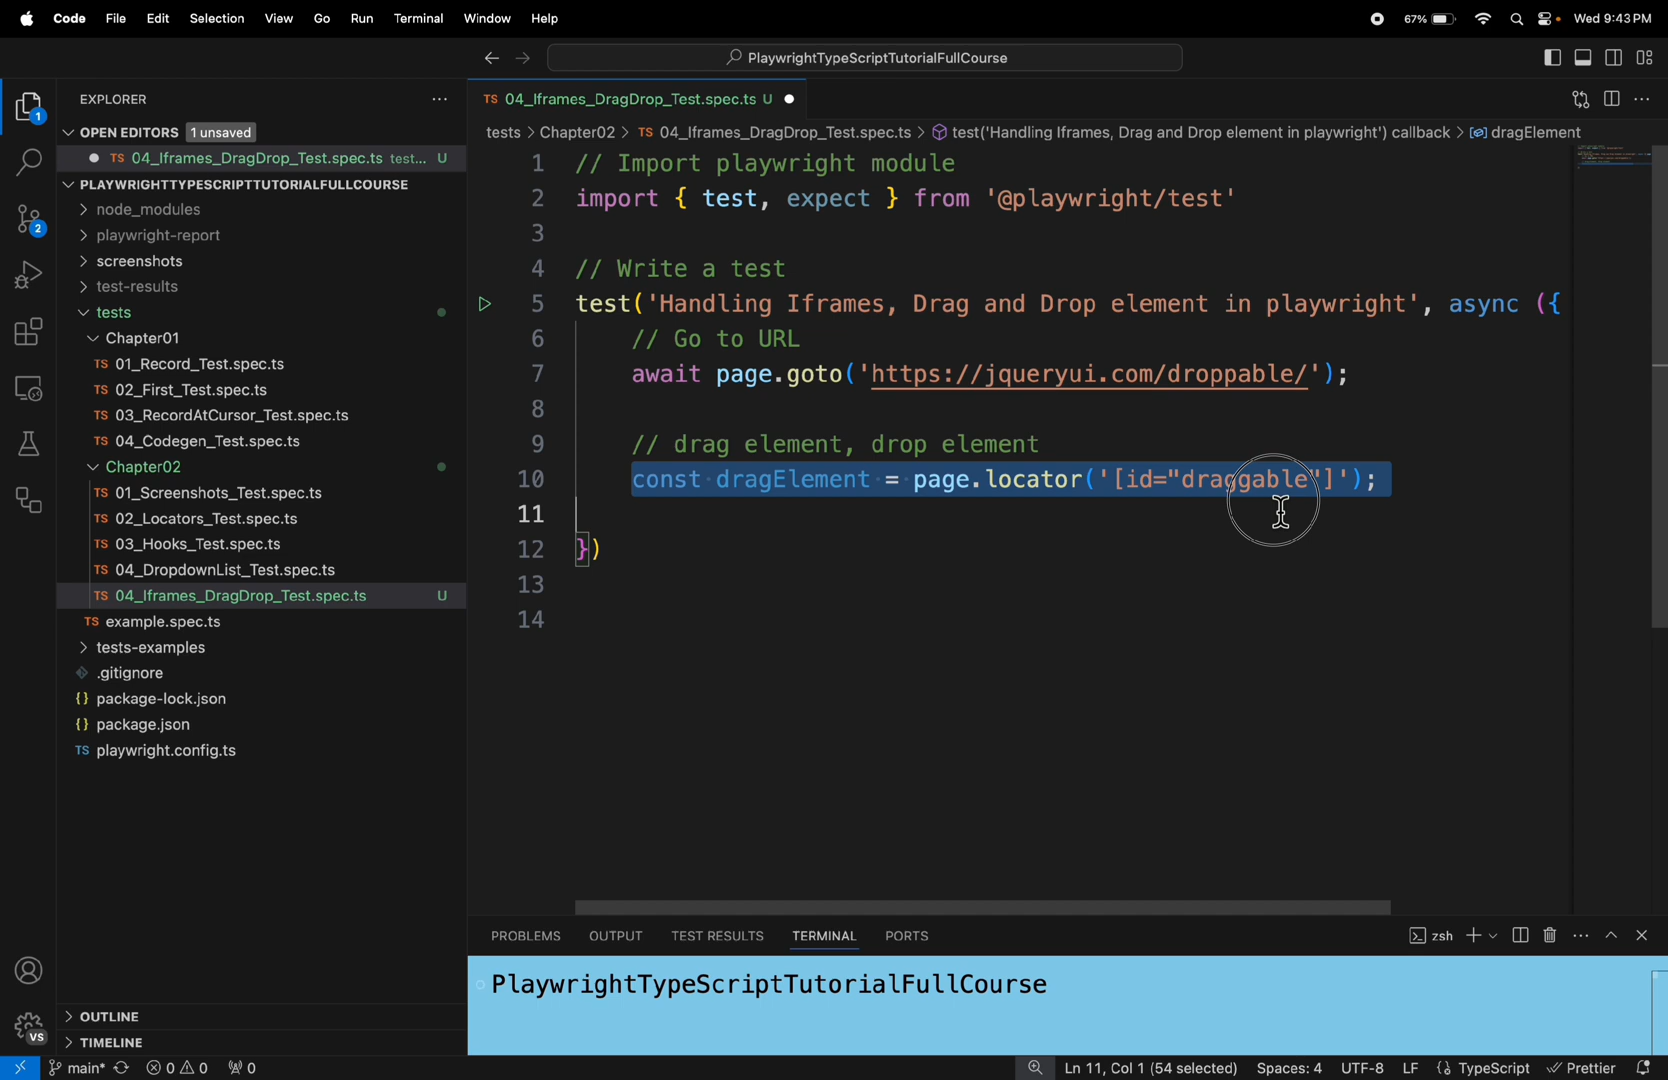 Code File Edit Selection View Go Run Terminal Window Help 67% Wed 9:43 PM
PlaywrightTypeScriptTutorialFullCourse
EXPLORER
TS 04_Iframes_DragDrop_Test.spec.ts U
OPEN EDITORS 1 unsaved
tests > Chapter02 > TS 04_Iframes_DragDrop_Test.spec.ts > test('Handling Iframes, Drag and Drop element in playwright') callback > dragElement
TS 04_Iframes_DragDrop_Test.spec.ts test... U
PLAYWRIGHTTYPESCRIPTTUTORIALFULLCOURSE
node_modules
playwright-report
screenshots
test-results
tests
Chapter01
TS 01_Record_Test.spec.ts
TS 02_First_Test.spec.ts
TS 03_RecordAtCursor_Test.spec.ts
TS 04_Codegen_Test.spec.ts
Chapter02
TS 01_Screenshots_Test.spec.ts
TS 02_Locators_Test.spec.ts
TS 03_Hooks_Test.spec.ts
TS 04_DropdownList_Test.spec.ts
TS 04_Iframes_DragDrop_Test.spec.ts U
TS example.spec.ts
tests-examples
.gitignore
{} package-lock.json
{} package.json
TS playwright.config.ts
OUTLINE
TIMELINE
1
2
VS
1 // Import playwright module
2 import { test, expect } from '@playwright/test'
3
4 // Write a test
5 test('Handling Iframes, Drag and Drop element in playwright', async ({
6 // Go to URL
7 await page.goto('https://jqueryui.com/droppable/');
8
9 // drag element, drop element
10 const dragElement = page.locator('[id="draggable"]');
11
12 })
13
14
PROBLEMS OUTPUT TEST RESULTS TERMINAL PORTS zsh
PlaywrightTypeScriptTutorialFullCourse
main* 0 0 0 Ln 11, Col 1 (54 selected) Spaces: 4 UTF-8 LF {} TypeScript Prettier